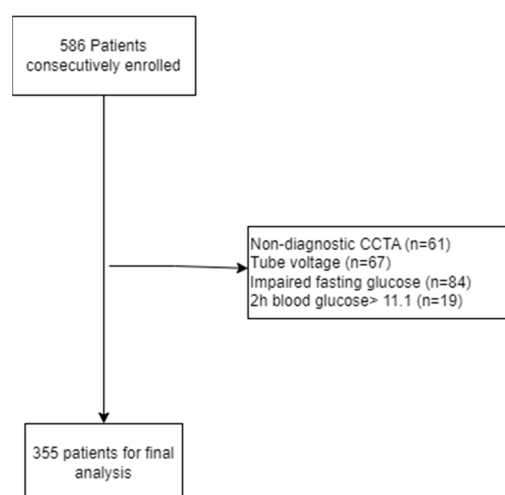 586 Patients
consecutively enrolled
Non-diagnostic CCTA (n=61)
Tube voltage (n=67)
Impaired fasting glucose (n=84)
2h blood glucose> 11.1 (n=19)
355 patients for final
analysis